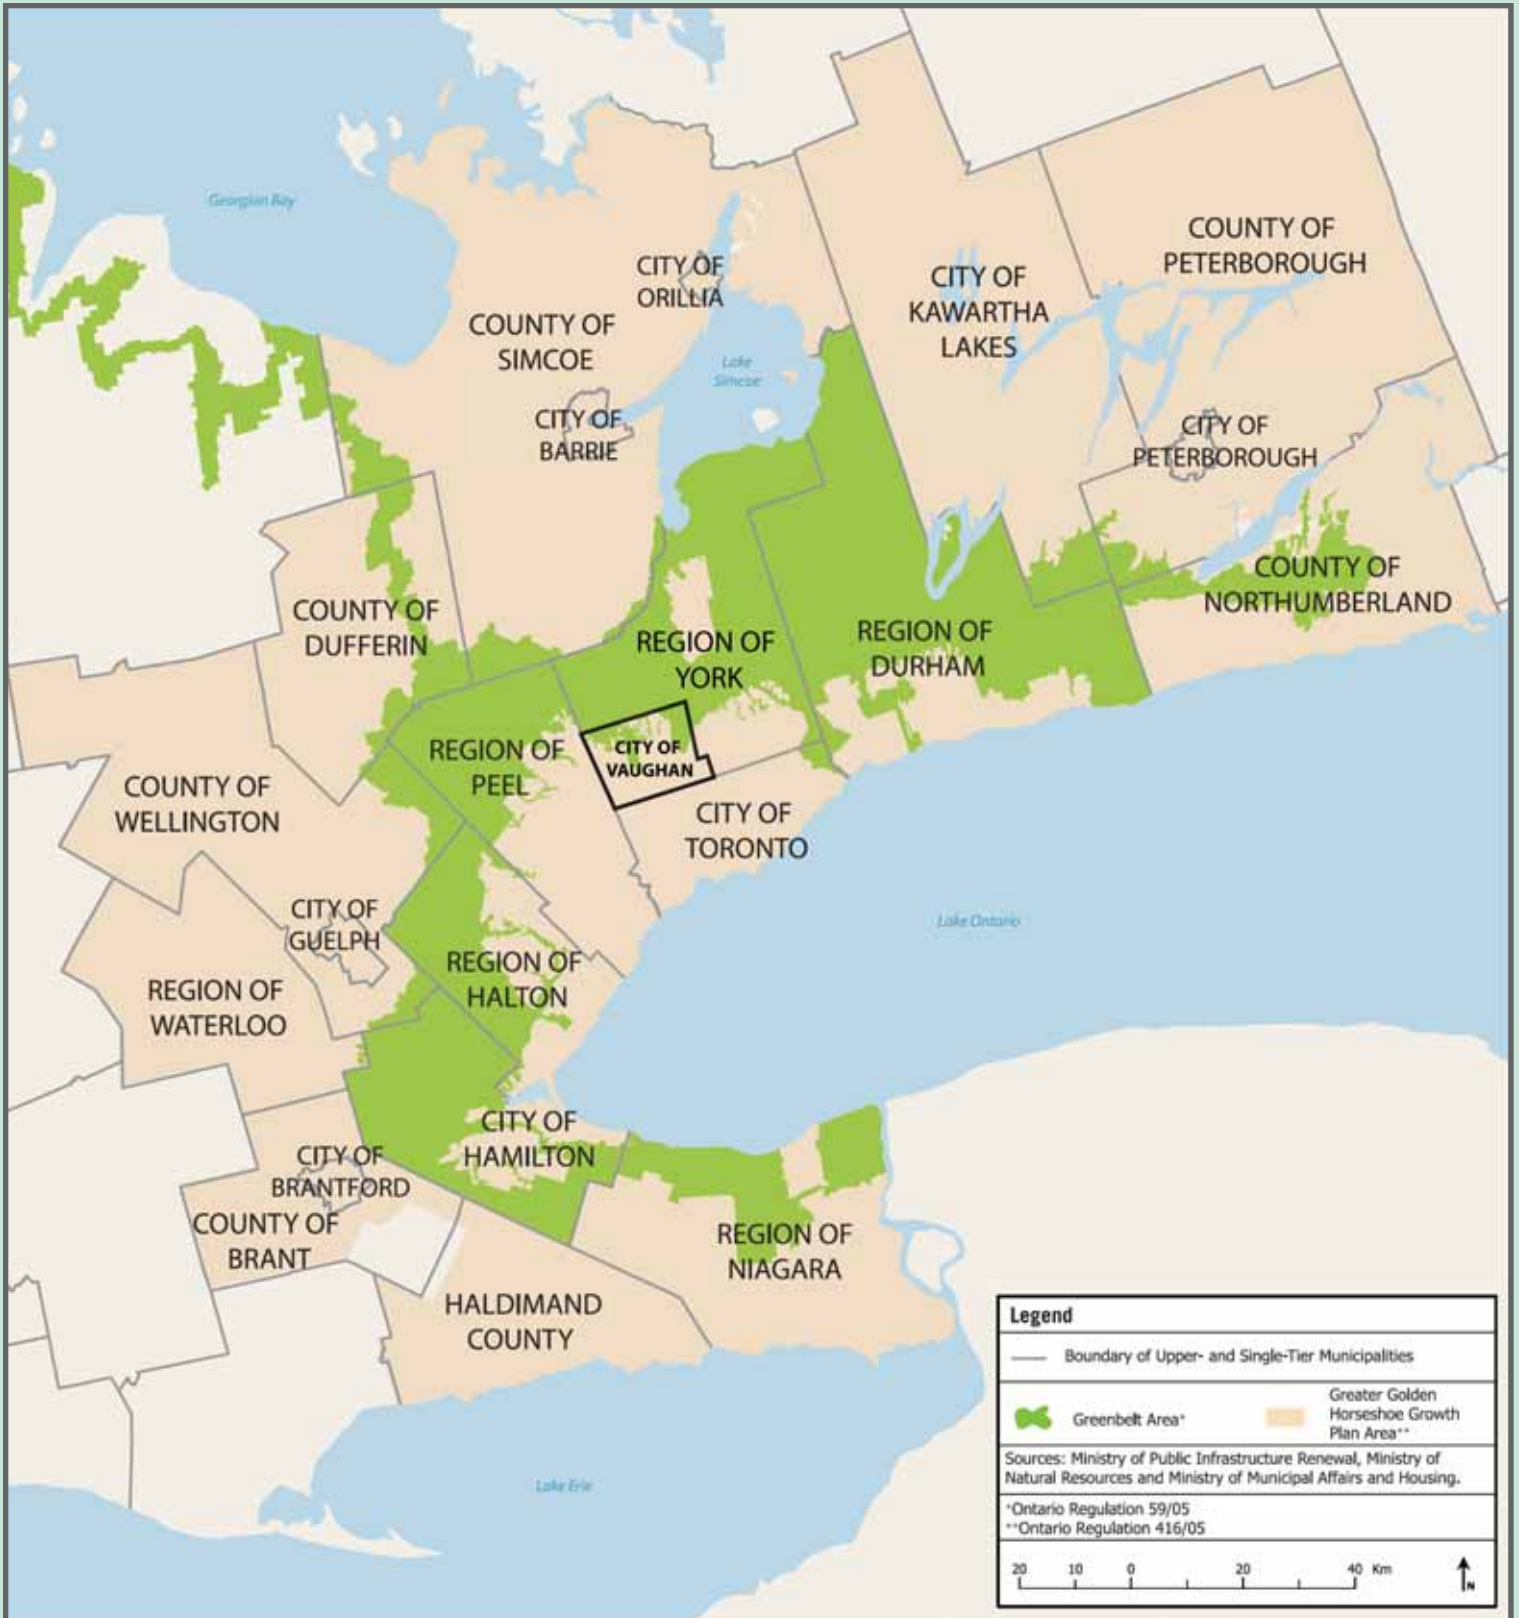 Georgian Bay
COUNTY OF
PETERBOROUGH
CITY OF
ORILLIA
CITY OF
KAWARTHA
LAKES
COUNTY OF
SIMCOE
Lake
Simcoe
CITY OF
BARRIE
CITY OF
PETERBOROUGH
COUNTY OF
NORTHUMBERLAND
COUNTY OF
DUFFERIN
REGION OF
YORK
REGION OF
DURHAM
REGION OF
PEEL
CITY OF
VAUGHAN
COUNTY OF
WELLINGTON
CITY OF
TORONTO
CITY OF
GUELPH
Lake Ontario
REGION OF
HALTON
REGION OF
WATERLOO
CITY OF
HAMILTON
CITY OF
BRANTFORD
COUNTY OF
BRANT
REGION OF
NIAGARA
HALDIMAND
COUNTY
Lake Erie
Legend
Boundary of Upper- and Single-Tier Municipalities
Greenbelt Area*
Greater Golden
Horseshoe Growth
Plan Area**
Sources: Ministry of Public Infrastructure Renewal, Ministry of
Natural Resources and Ministry of Municipal Affairs and Housing.
*Ontario Regulation 59/05
**Ontario Regulation 416/05
20 10 0 20 40 Km
N